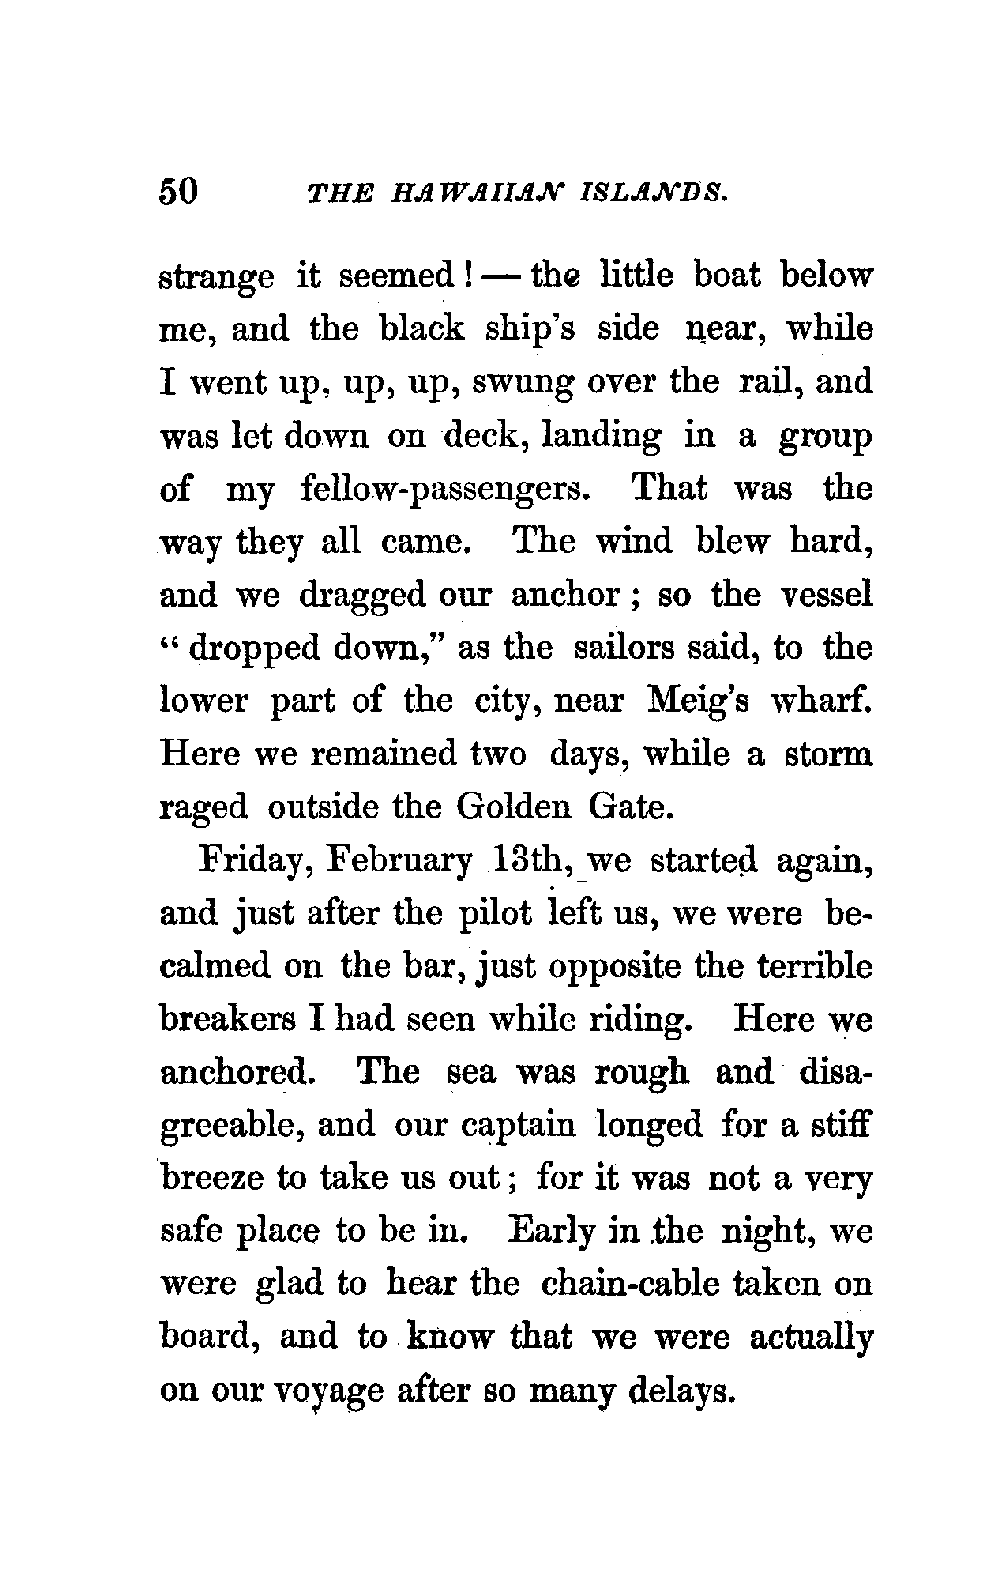 50 THE HAWAIIAN ISLANDS.
strange it seemed! — the little boat below
me, and the black ship's side near, while
I went up, up, up, swung over the rail, and
was let down on deck, landing in a group
of my fellow-passengers. That was the
way they all came. The wind blew hard,
and we dragged our anchor; so the vessel
“dropped down,” as the sailors said, to the
lower part of the city, near Meig's wharf.
Here we remained two days, while a storm
raged outside the Golden Gate.
Friday, February 13th, we started again,
and just after the pilot left us, we were be-
calmed on the bar, just opposite the terrible
breakers I had seen while riding. Here we
anchored. The sea was rough and disa-
greeable, and our captain longed for a stiff
breeze to take us out; for it was not a very
safe place to be in. Early in the night, we
were glad to hear the chain-cable taken on
board, and to know that we were actually
on our voyage after so many delays.